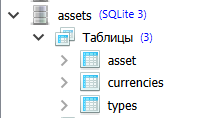 assets (SQLite 3)
Таблицы (3)
asset
currencies
types